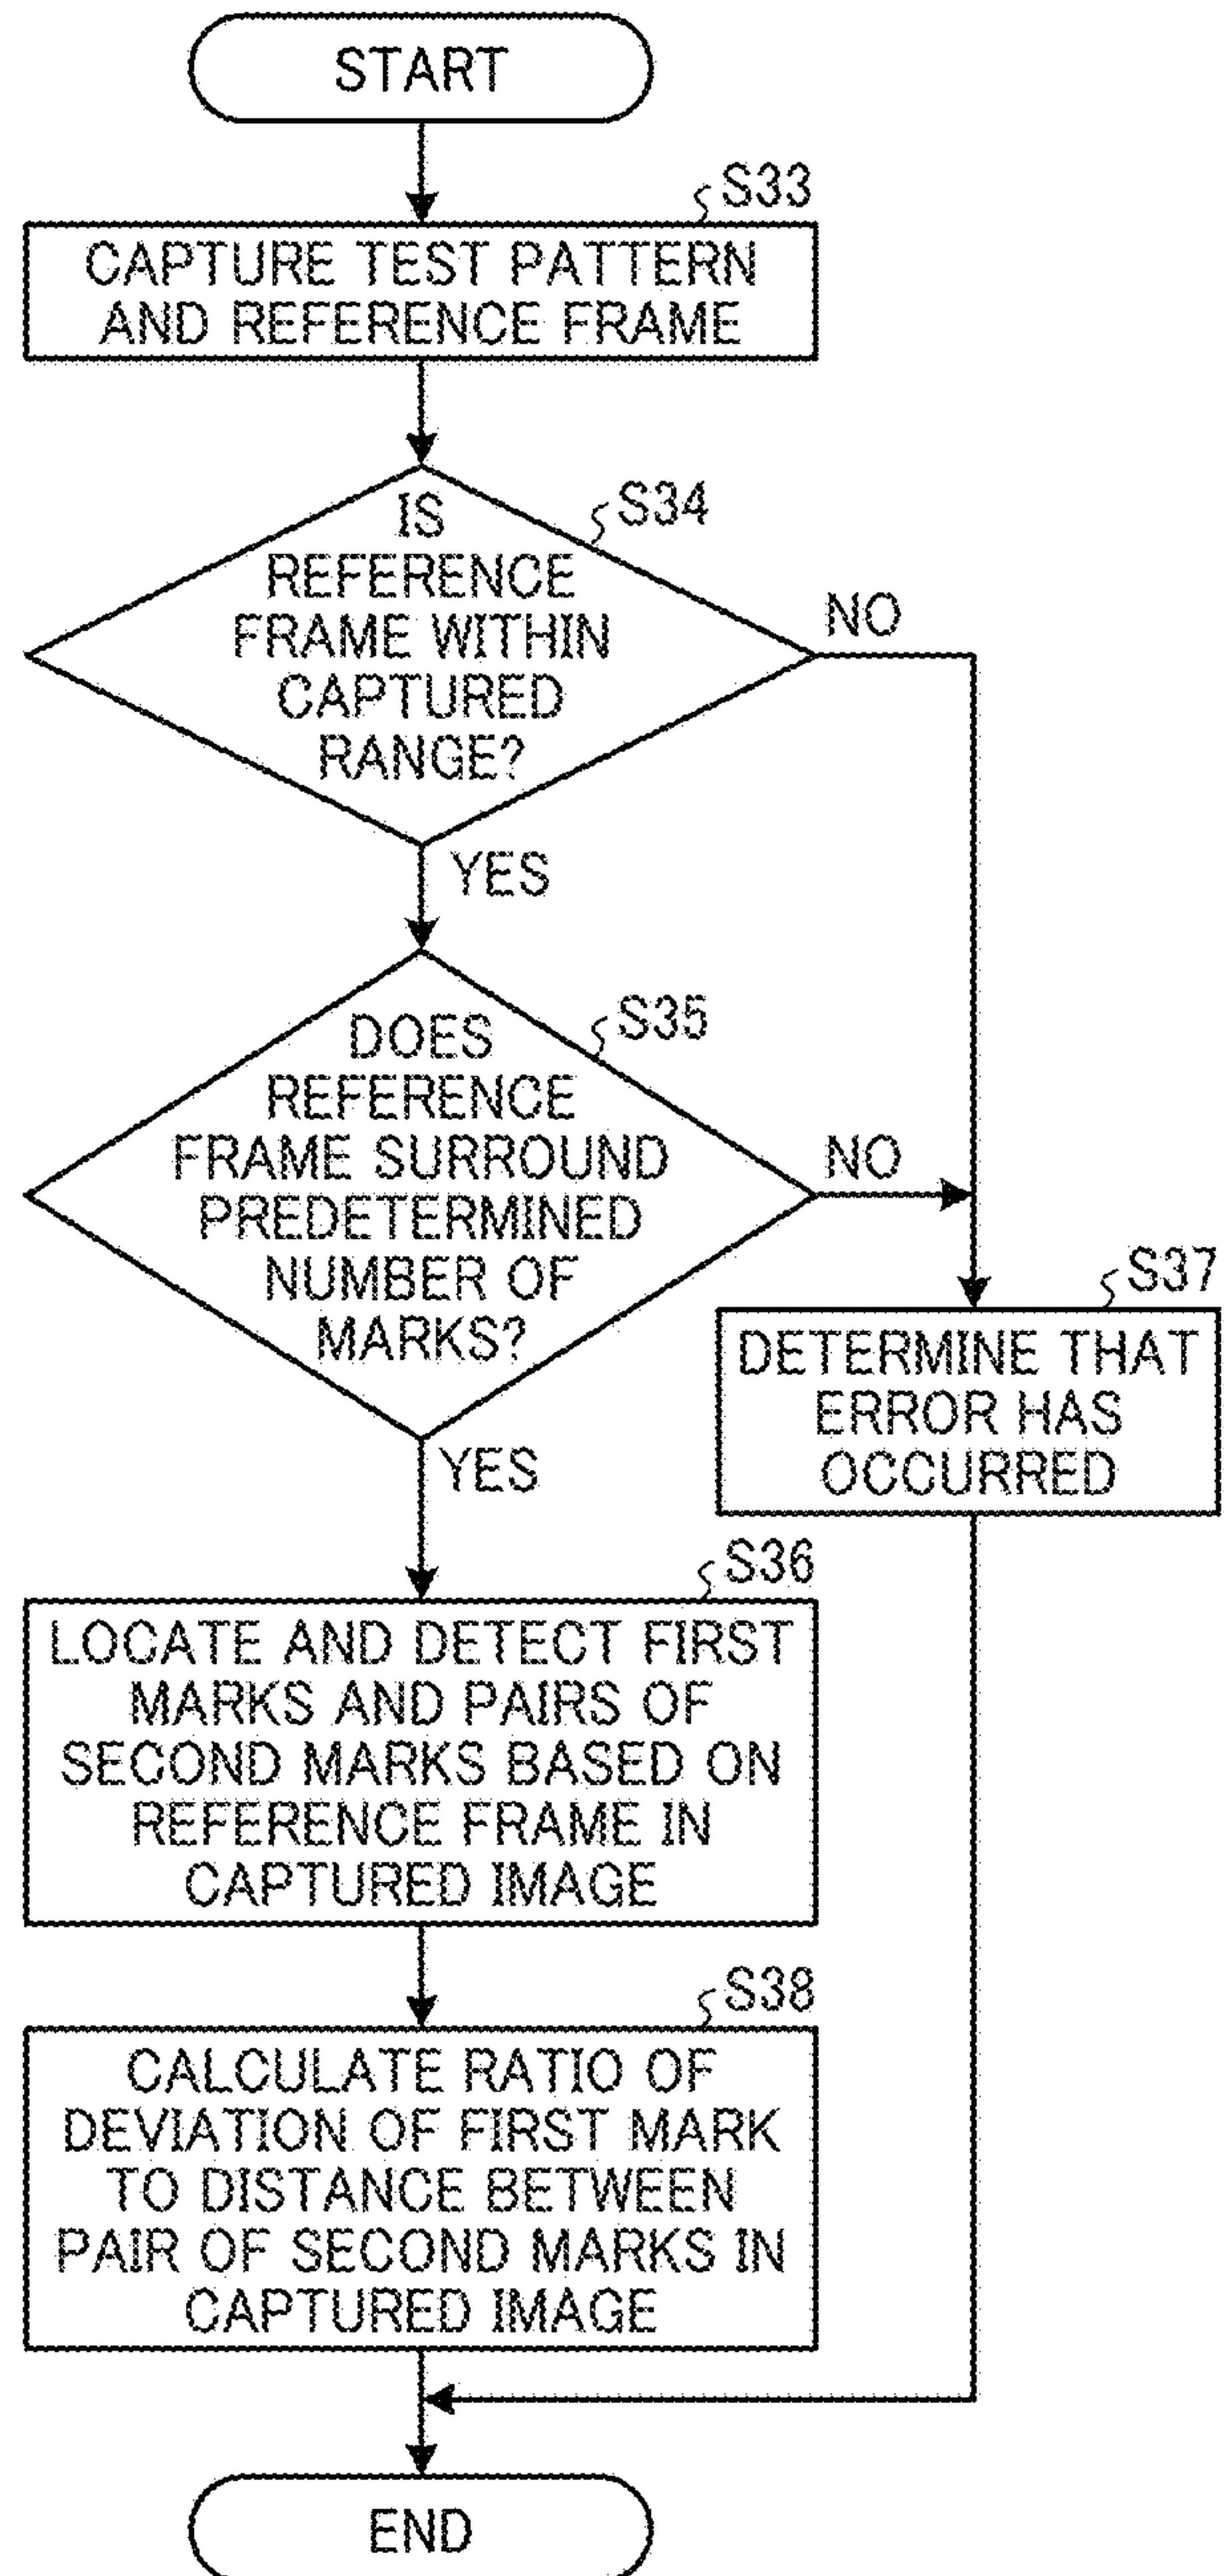 START
S33
CAPTURE TEST PATTERN
AND REFERENCE FRAME
S34
IS
REFERENCE
FRAME WITHIN
CAPTURED
RANGE?
NO
YES
S35
DOES
REFERENCE
FRAME SURROUND
PREDETERMINED
NUMBER OF
MARKS?
NO
YES
S37
DETERMINE THAT
ERROR HAS
OCCURRED
S36
LOCATE AND DETECT FIRST
MARKS AND PAIRS OF
SECOND MARKS BASED ON
REFERENCE FRAME IN
CAPTURED IMAGE
S38
CALCULATE RATIO OF
DEVIATION OF FIRST MARK
TO DISTANCE BETWEEN
PAIR OF SECOND MARKS IN
CAPTURED IMAGE
END